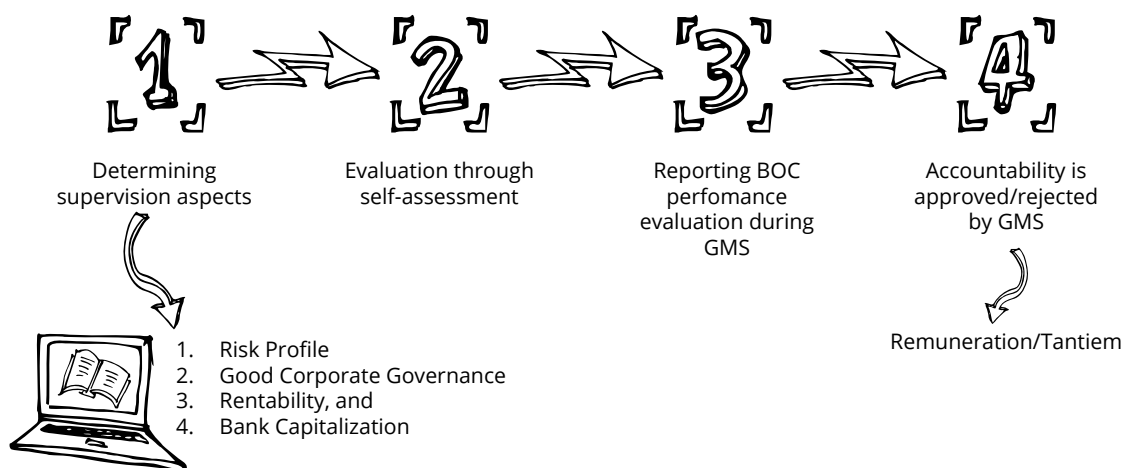 1
2
3
4
Determining
supervision aspects
Evaluation through
self-assessment
Reporting BOC
perfomance
evaluation during
GMS
Accountability is
approved/rejected
by GMS
1. Risk Profile
2. Good Corporate Governance
3. Rentability, and
4. Bank Capitalization
Remuneration/Tantiem